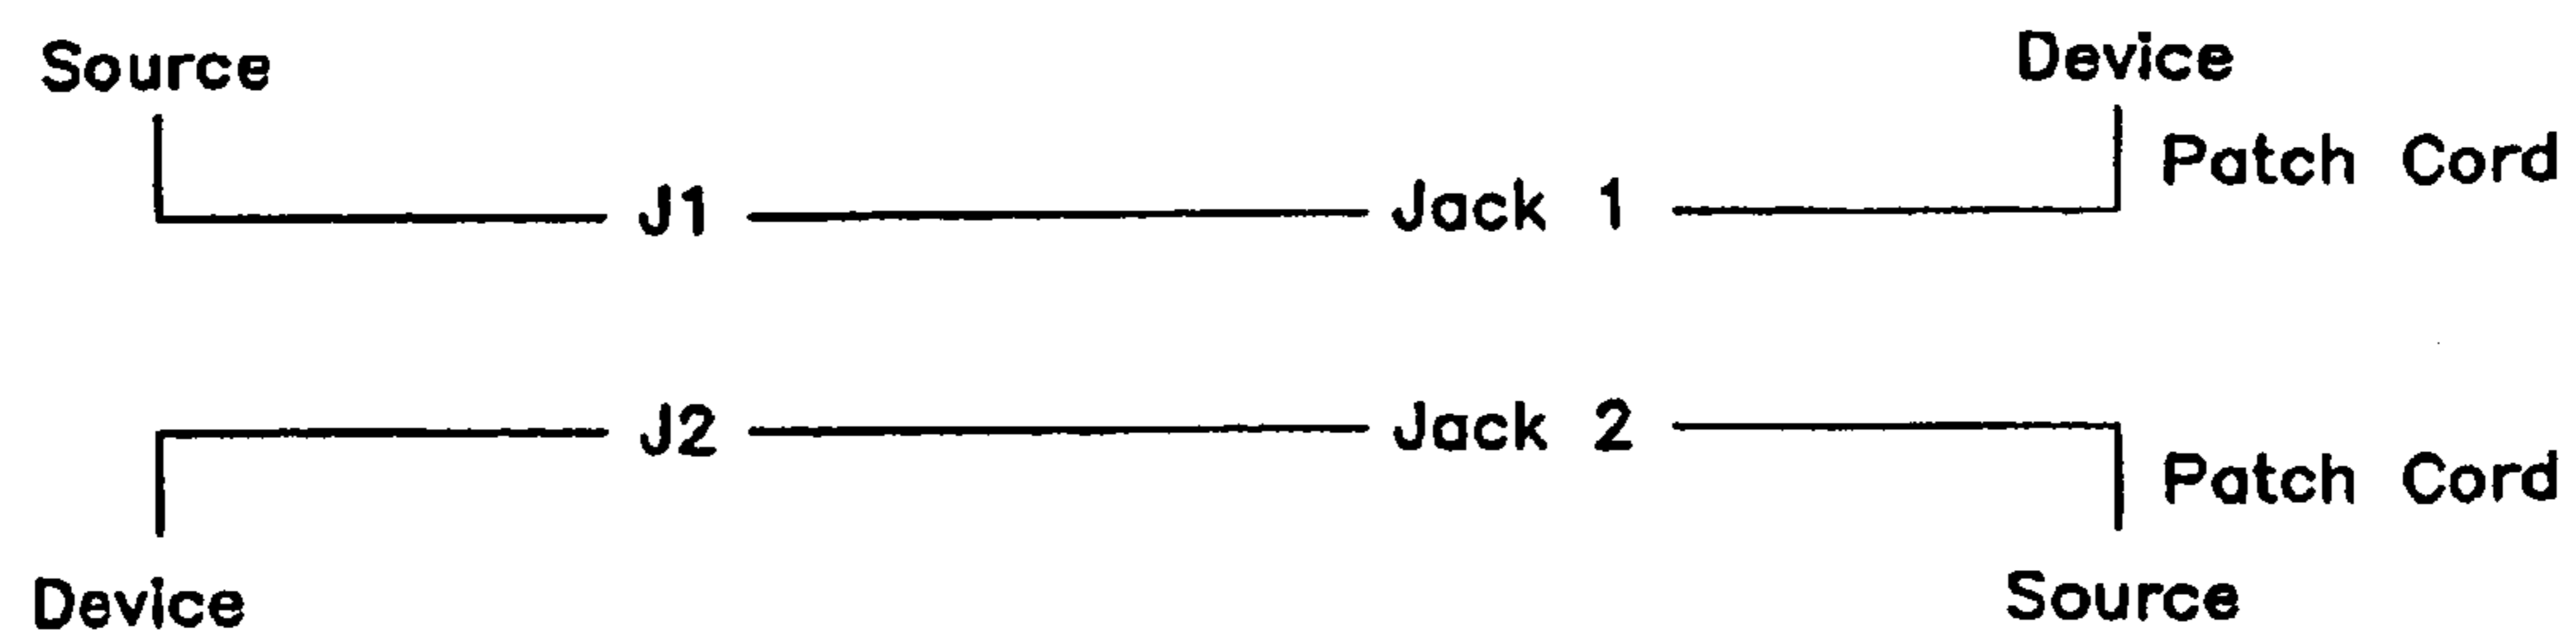 Source
Device
Patch Cord
J1
Jack 1
J2
Jack 2
Patch Cord
Device
Source